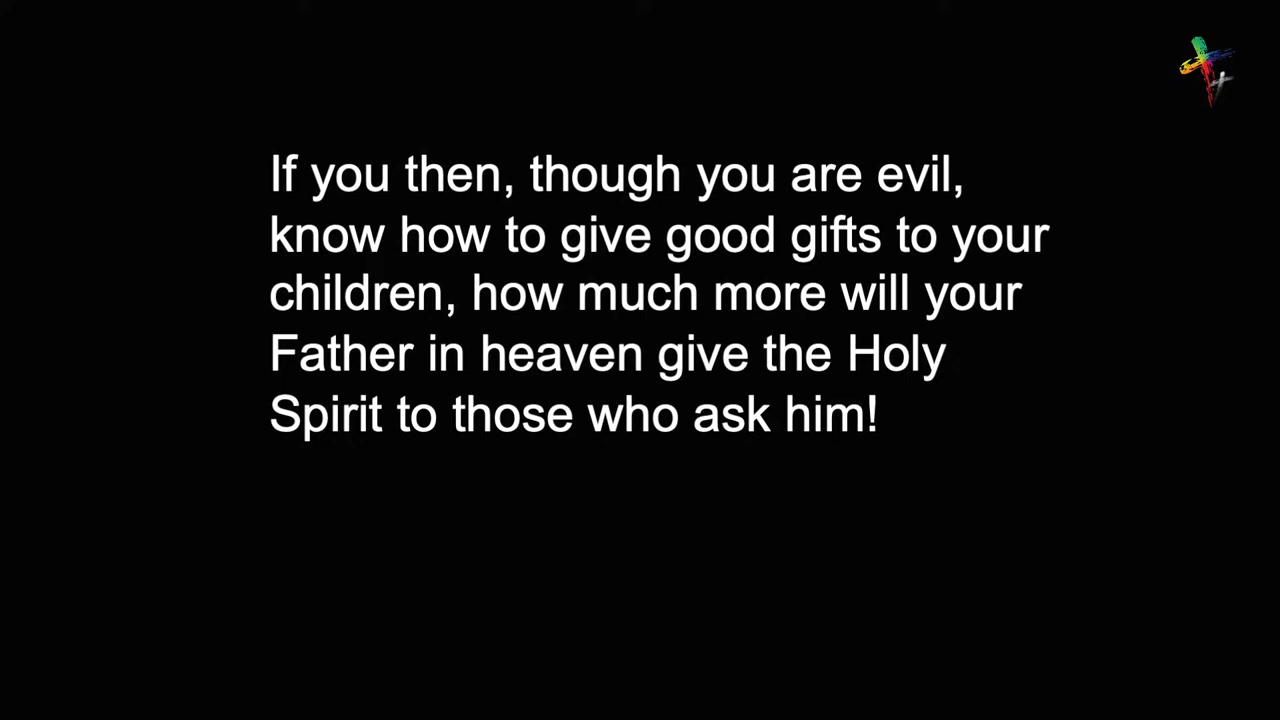 If you then, though you are evil,
know how to give good gifts to your
children, how much more will your
Father in heaven give the Holy
Spirit to those who ask him!